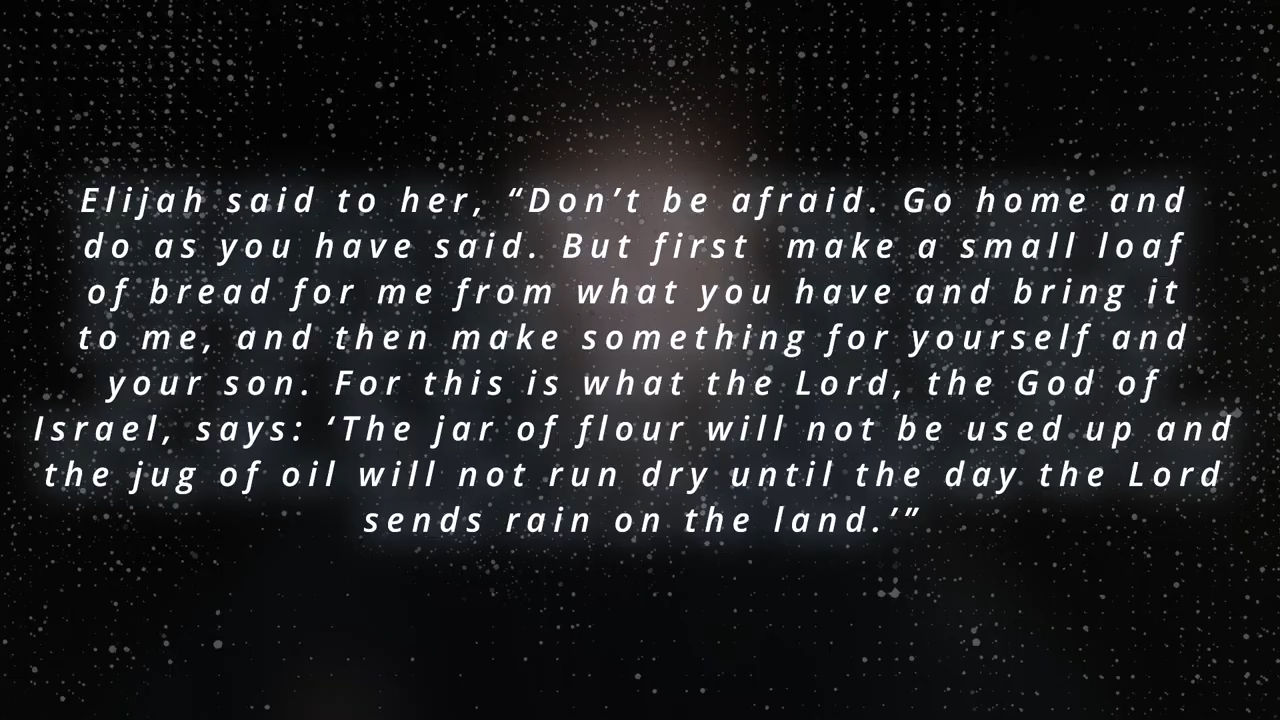 Elijah said to her, “Don’t be afraid. Go home and
do as you have said. But first  make a small loaf
of bread for me from what you have and bring it
to me, and then make something for yourself and
your son. For this is what the Lord, the God of
Israel, says: ‘The jar of flour will not be used up and
the jug of oil will not run dry until the day the Lord
sends rain on the land.’”